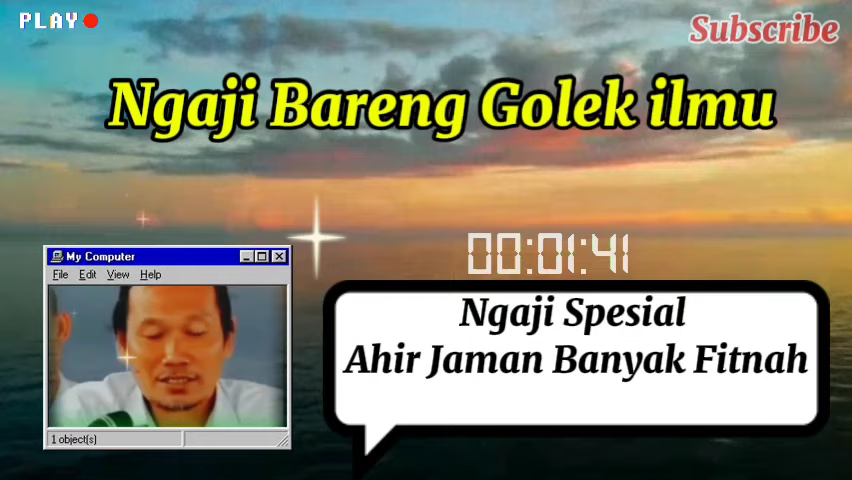 PLAY
Subscribe
Ngaji Bareng Golek ilmu
My Computer
File Edit View Help
1 object(s)
00:01:41
Ngaji Spesial
Ahir Jaman Banyak Fitnah